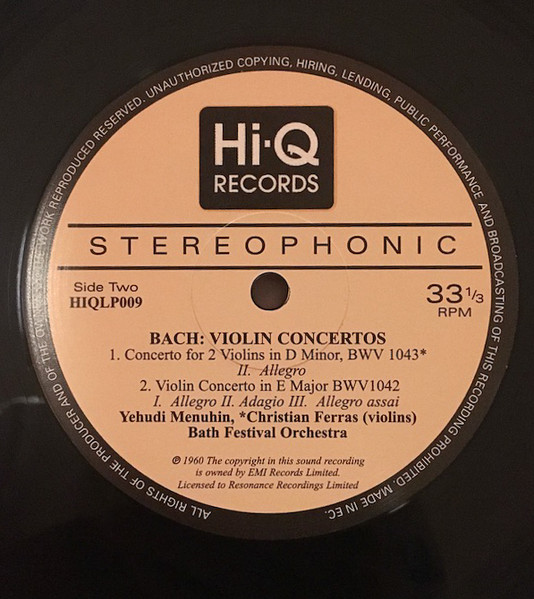 ALL RIGHTS OF THE PRODUCER AND OF THE OWNER WORK REPRODUCED RESERVED. UNAUTHORIZED COPYING, HIRING, LENDING, PUBLIC PERFORMANCE AND BROADCASTING OF THIS RECORDING PROHIBITED. MADE IN EC.
Hi·Q
RECORDS
STEREOPHONIC
Side Two
HIQLP009
33 1/3
RPM
BACH: VIOLIN CONCERTOS
1. Concerto for 2 Violins in D Minor, BWV 1043*
II. Allegro
2. Violin Concerto in E Major BWV1042
I. Allegro II. Adagio III. Allegro assai
Yehudi Menuhin, *Christian Ferras (violins)
Bath Festival Orchestra
℗ 1960 The copyright in this sound recording
is owned by EMI Records Limited.
Licensed to Resonance Recordings Limited